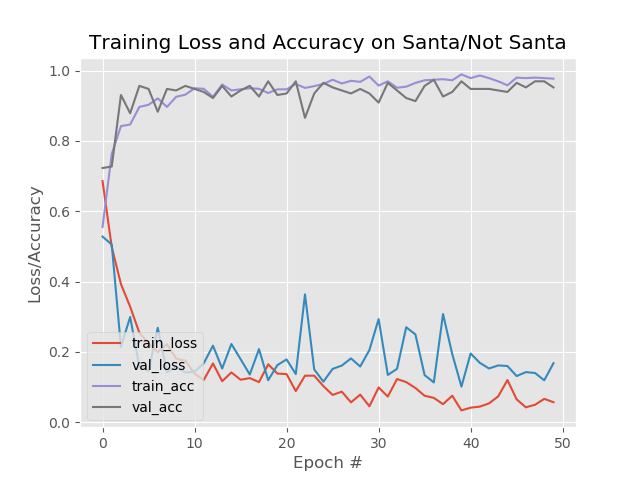 Training Loss and Accuracy on Santa/Not Santa
1.0
0.8
0.6
0.4
0.2
0.0
Loss/Accuracy
train_loss
val_loss
train_acc
val_acc
0 10 20 30 40 50
Epoch #